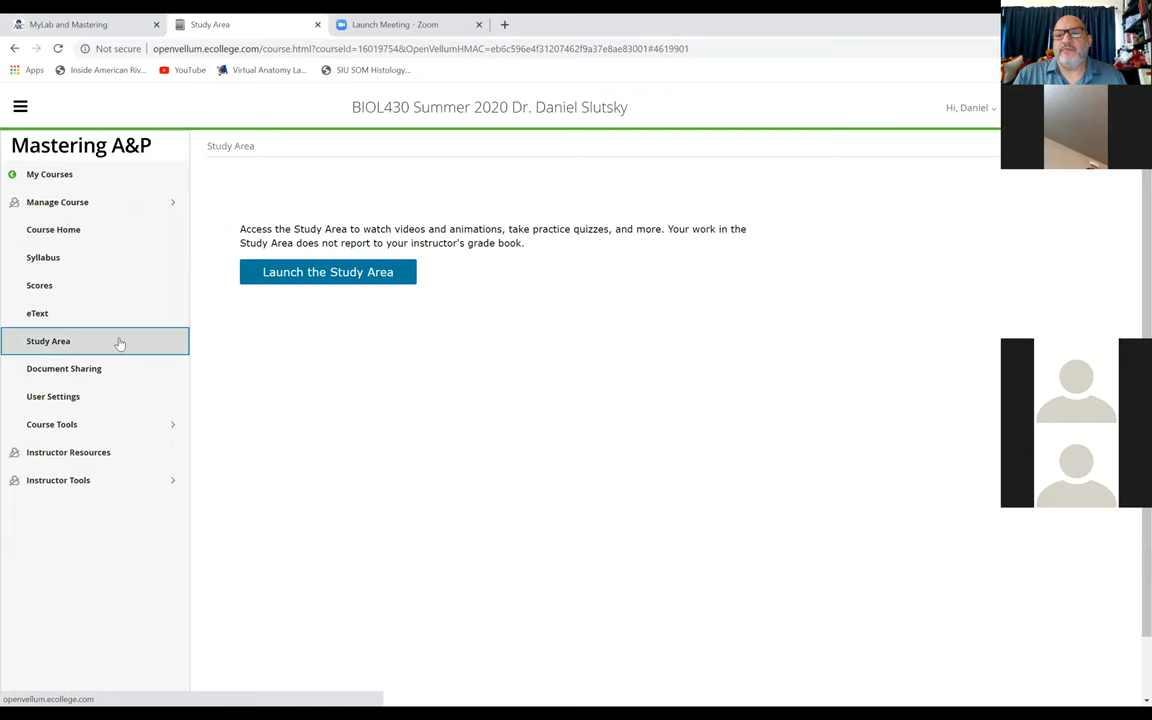 MyLab and Mastering
Study Area
Launch Meeting - Zoom
Not secure
openvellum.ecollege.com/course.html?courseId=16019754&OpenVellumHMAC=eb6c596e4f31207462f9a37e8ae83001#4619901
Apps
Inside American Riv...
YouTube
Virtual Anatomy La...
SIU SOM Histology...
BIOL430 Summer 2020 Dr. Daniel Slutsky
Hi, Daniel
Mastering A&P
My Courses
Manage Course
Course Home
Syllabus
Scores
eText
Study Area
Document Sharing
User Settings
Course Tools
Instructor Resources
Instructor Tools
Study Area
Access the Study Area to watch videos and animations, take practice quizzes, and more. Your work in the
Study Area does not report to your instructor's grade book.
Launch the Study Area
openvellum.ecollege.com